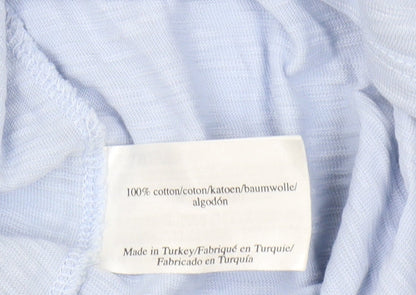 100% cotton/coton/katoen/baumwolle/
algodón
Made in Turkey/Fabriqué en Turquie/
Fabricado en Turquía